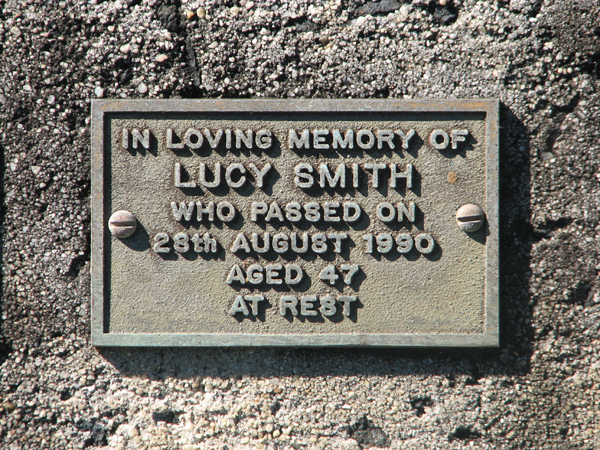 IN LOVING MEMORY OF
LUCY SMITH
WHO PASSED ON
28th AUGUST 1990
AGED 47
AT REST